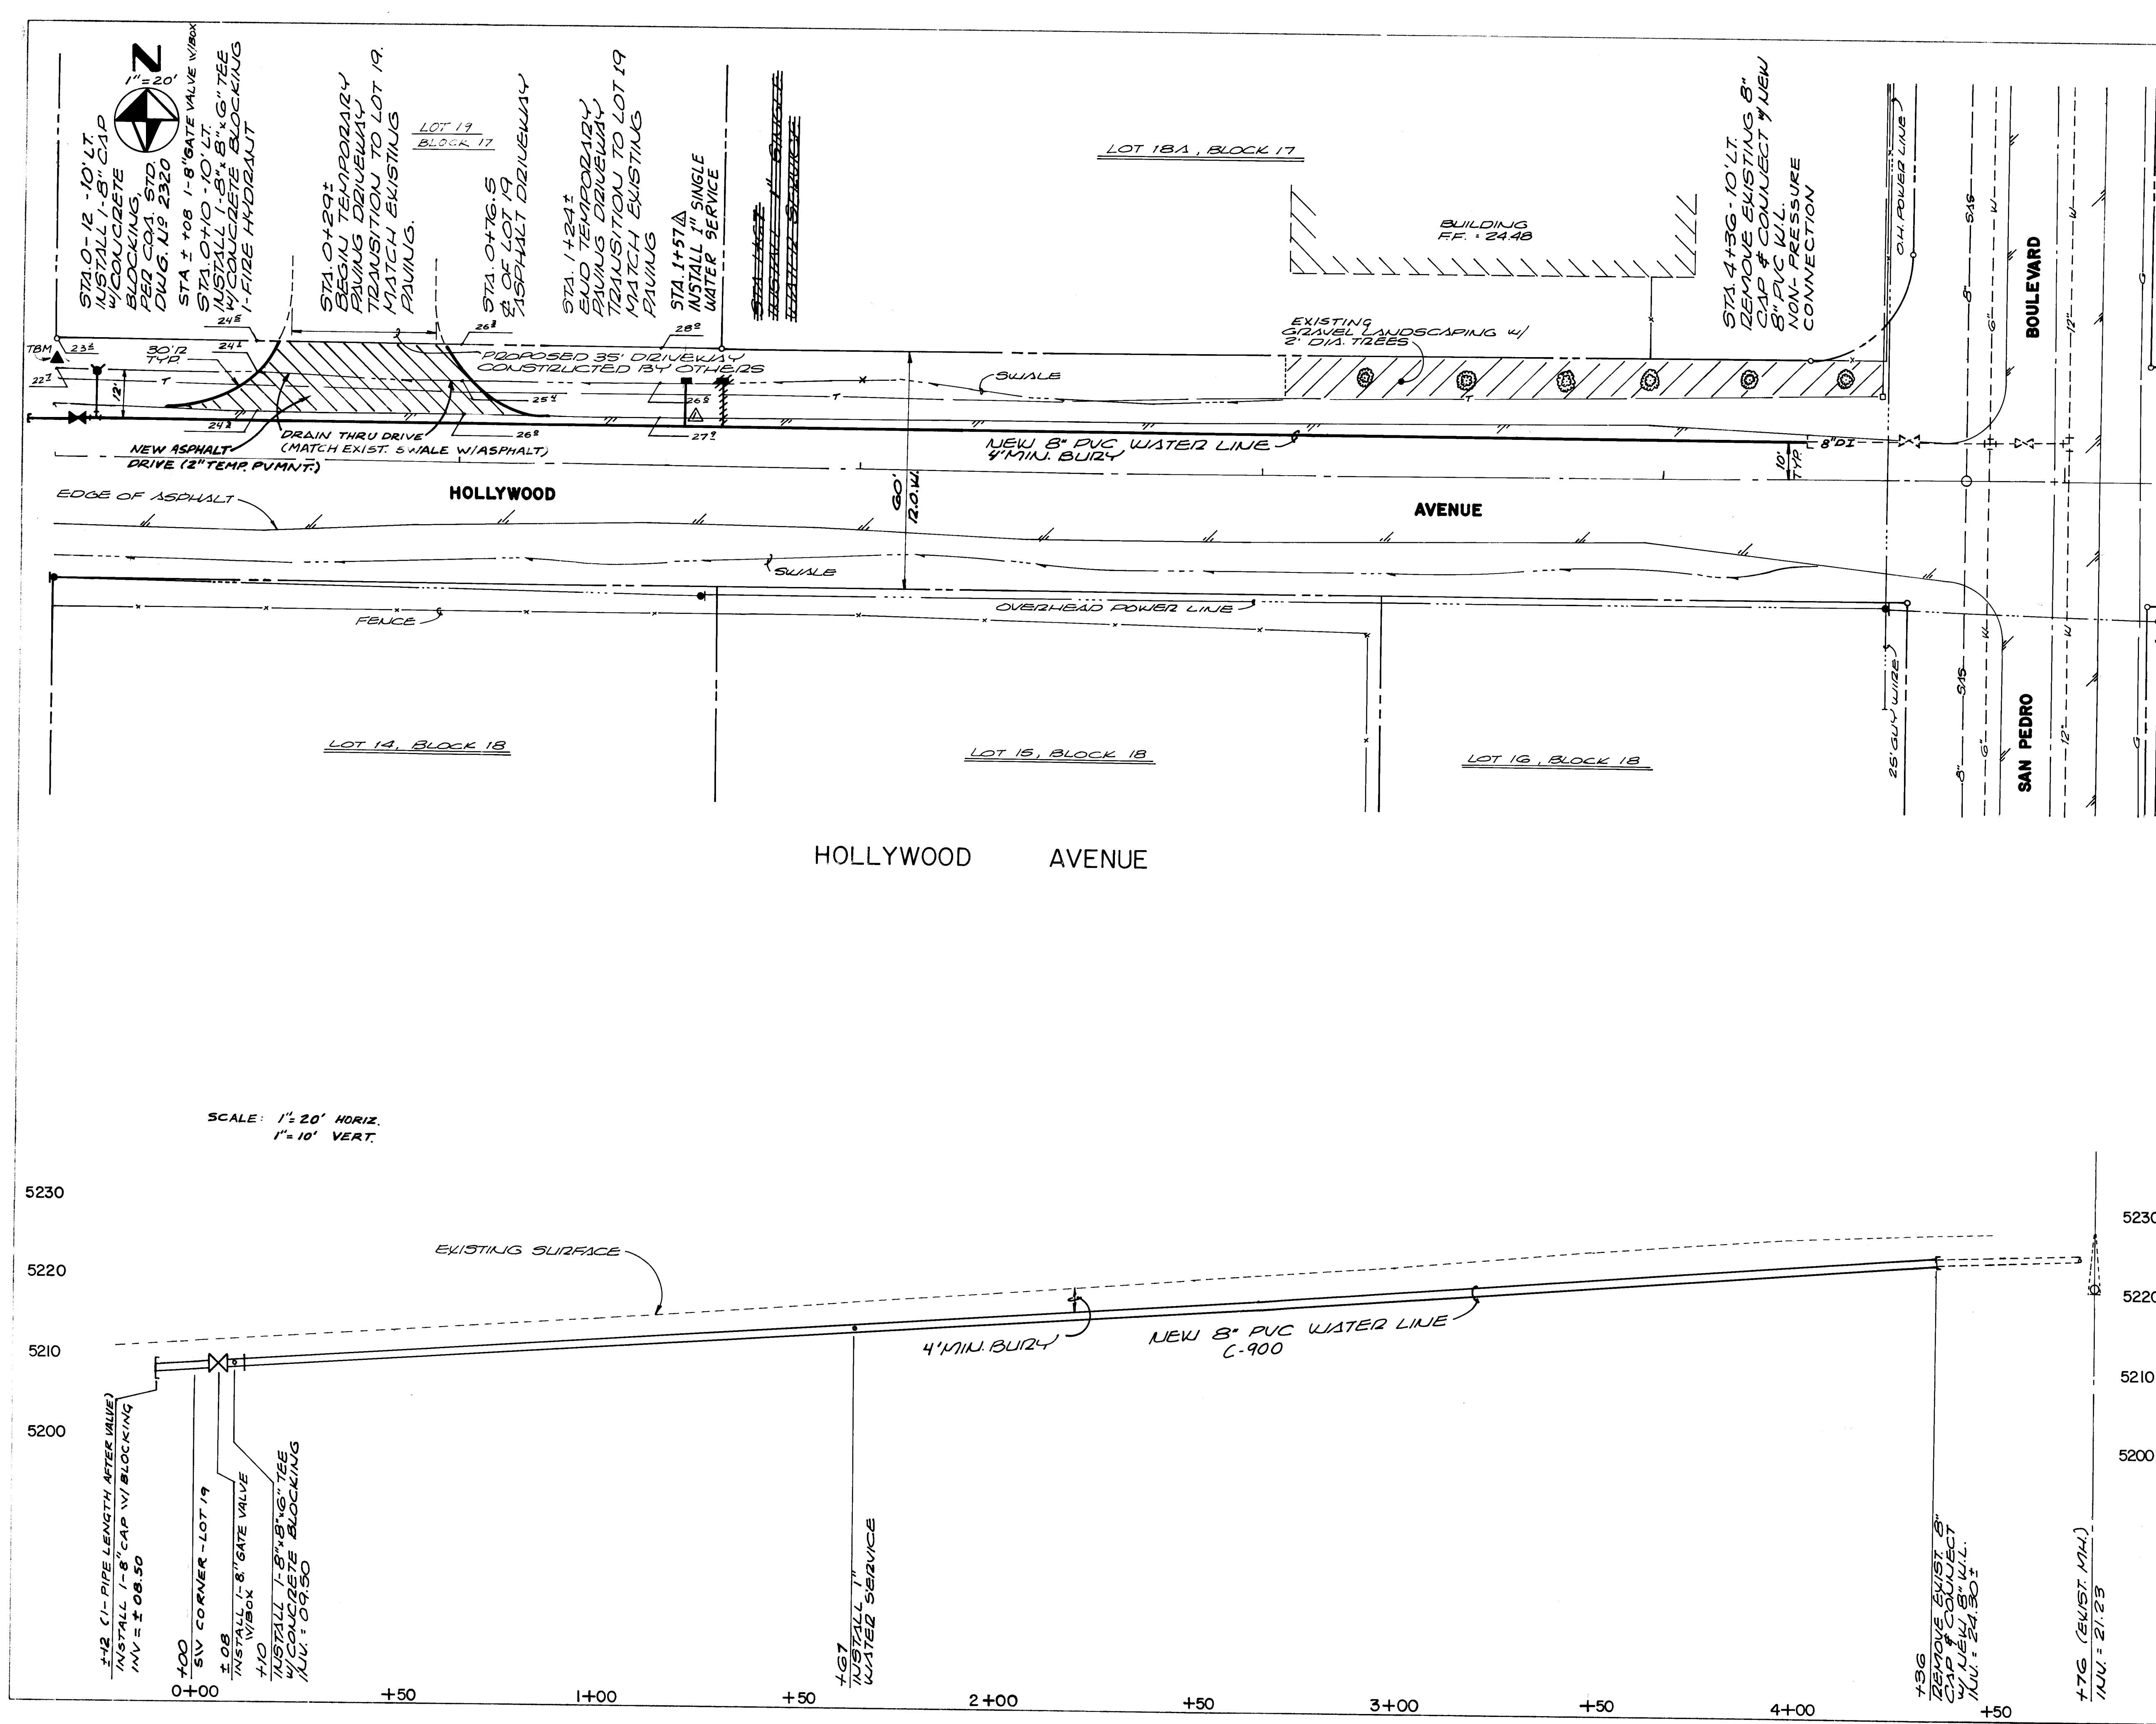 N
1"=20'
STA.0-12 -10' LT.
INSTALL 1-8" CAP
W/CONCRETE
BLOCKING,
PER COA. STD.
DWG. Nº 2320
STA ± +08 1-8"GATE VALVE W/BOX
STA. 0+10 -10' LT.
INSTALL 1-8"x8"x6" TEE
W/CONCRETE BLOCKING
1-FIRE HYDRANT
STA. 0+29±
BEGIN TEMPORARY
PAVING DRIVEWAY
TRANSITION TO LOT 19.
MATCH EXISTING
PAVING.
LOT 19
BLOCK 17
STA. 0+76.5
℄ OF LOT 19
ASPHALT DRIVEWAY
STA. 1+24±
END TEMPORARY
PAVING DRIVEWAY
TRANSITION TO LOT 19
MATCH EXISTING
PAVING
STA. 1+57
INSTALL 1" SINGLE
WATER SERVICE
LOT 18A, BLOCK 17
BUILDING
F.F. = 24.48
STA. 4+36 - 10' LT.
REMOVE EXISTING 8"
CAP & CONNECT W/ NEW
8" PVC W.L.
NON-PRESSURE
CONNECTION
O.H. POWER LINE
BOULEVARD
EXISTING
GRAVEL LANDSCAPING W/
2' DIA. TREES
TBM
30'R
TYP.
12'
PROPOSED 35' DRIVEWAY
CONSTRUCTED BY OTHERS
SWALE
T
T
T
NEW ASPHALT
DRIVE (2" TEMP. PVMNT.)
DRAIN THRU DRIVE
(MATCH EXIST. SWALE W/ASPHALT)
NEW 8" PVC WATER LINE
4' MIN. BURY
8" DI
10'
TYP.
EDGE OF ASPHALT
HOLLYWOOD
AVENUE
60'
R.O.W.
SWALE
OVERHEAD POWER LINE
FENCE
25' GUY WIRE
8"
SAS
6"
W
12"
W
G
8"
SAS
6"
W
12"
W
G
SAN PEDRO
LOT 14, BLOCK 18
LOT 15, BLOCK 18
LOT 16, BLOCK 18
HOLLYWOOD AVENUE
SCALE: 1"=20' HORIZ.
1"=10' VERT.
5230
5220
5210
5200
5230
5220
5210
5200
EXISTING SURFACE
4' MIN. BURY
NEW 8" PVC WATER LINE
C-900
±12 (1-PIPE LENGTH AFTER VALVE)
INSTALL 1-8" CAP W/ BLOCKING
INV = ± 08.50
+00
SW CORNER-LOT 19
± 08
INSTALL 1-8" GATE VALVE
W/BOX
+10
INSTALL 1-8"x8"x6" TEE
W/CONCRETE BLOCKING
INV. = 09.50
+67
INSTALL 1"
WATER SERVICE
+36
REMOVE EXIST. 8"
CAP & CONNECT
W/ NEW 8" W.L.
INV. = 24.30±
+76 (EXIST. MH.)
INV. = 21.23
0+00
+50
1+00
+50
2+00
+50
3+00
+50
4+00
+50